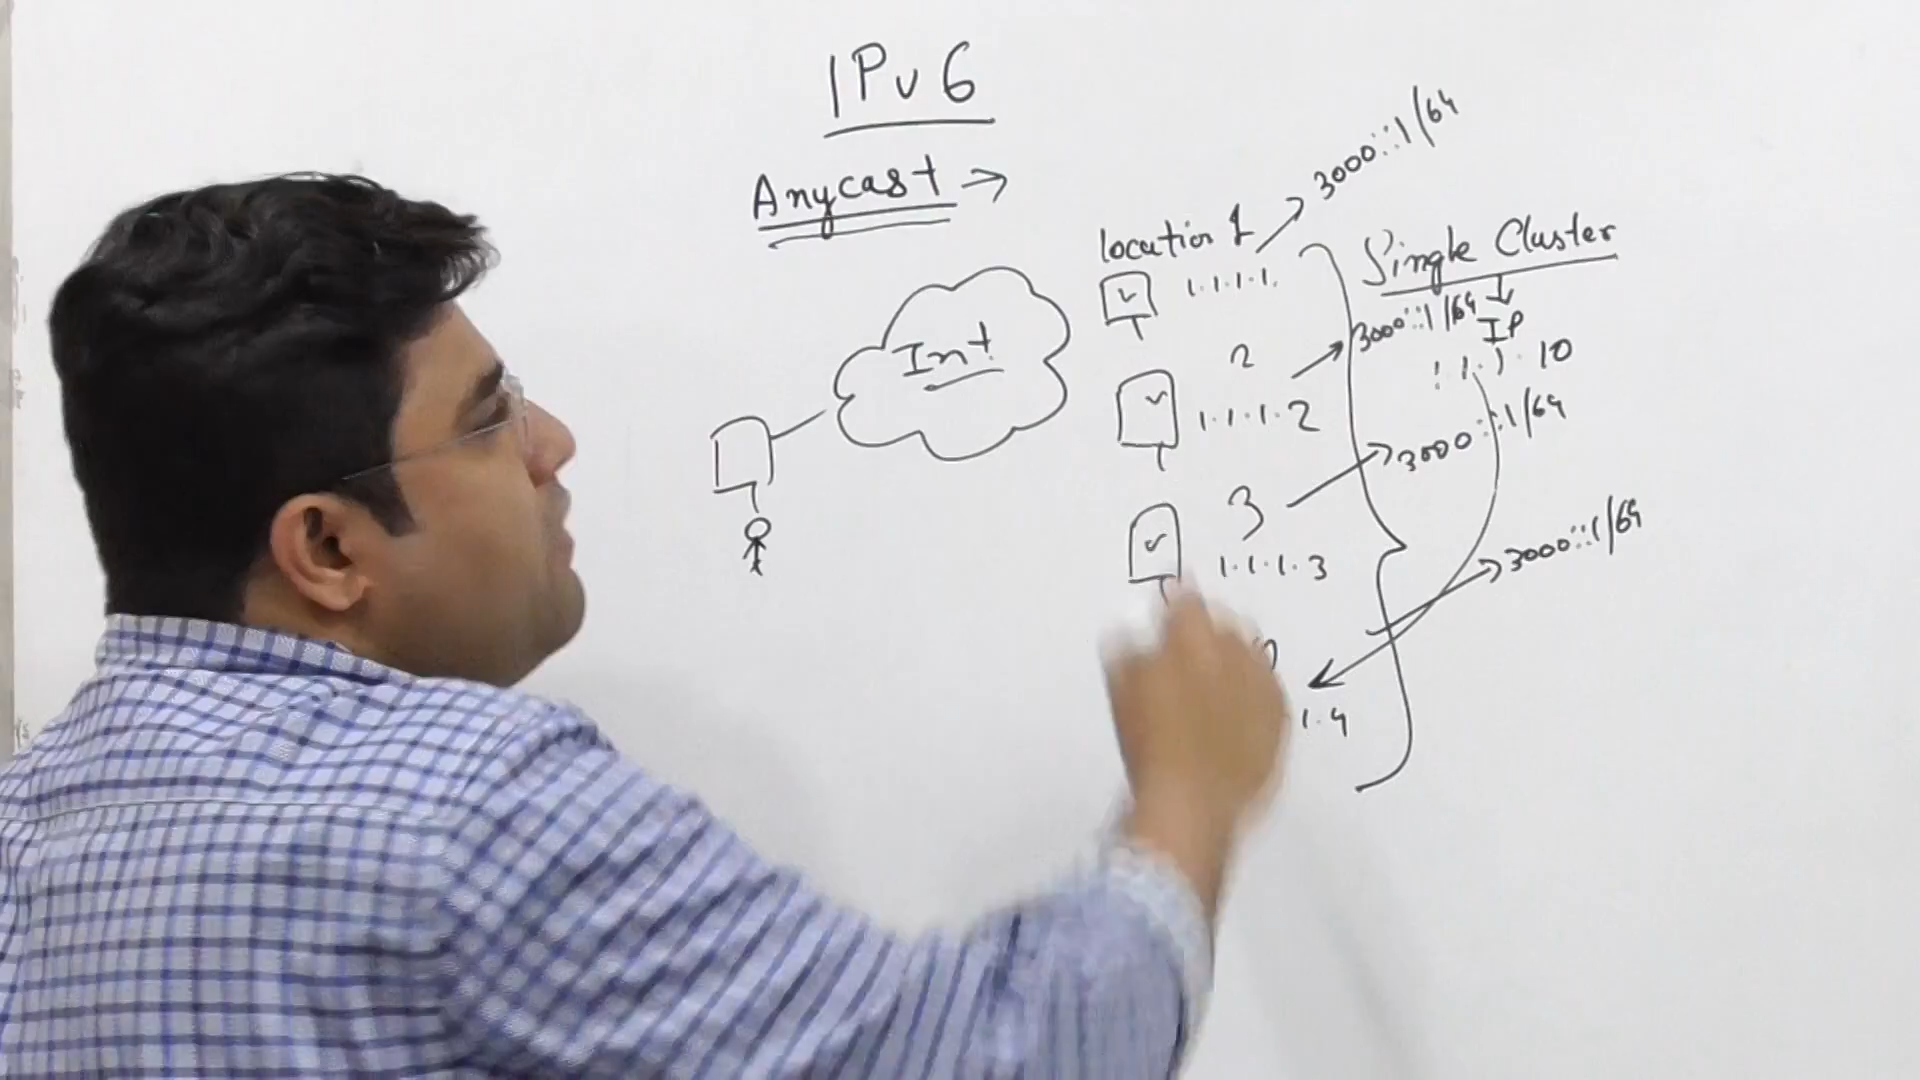 IPv6
Anycast →
3000::1/64
location 1
Single Cluster
1.1.1.1.
3000::1/64
IP
Int
2
1.1.1.10
1.1.1.2
3000::1/64
3
3000::1/64
1.1.1.3
1.4